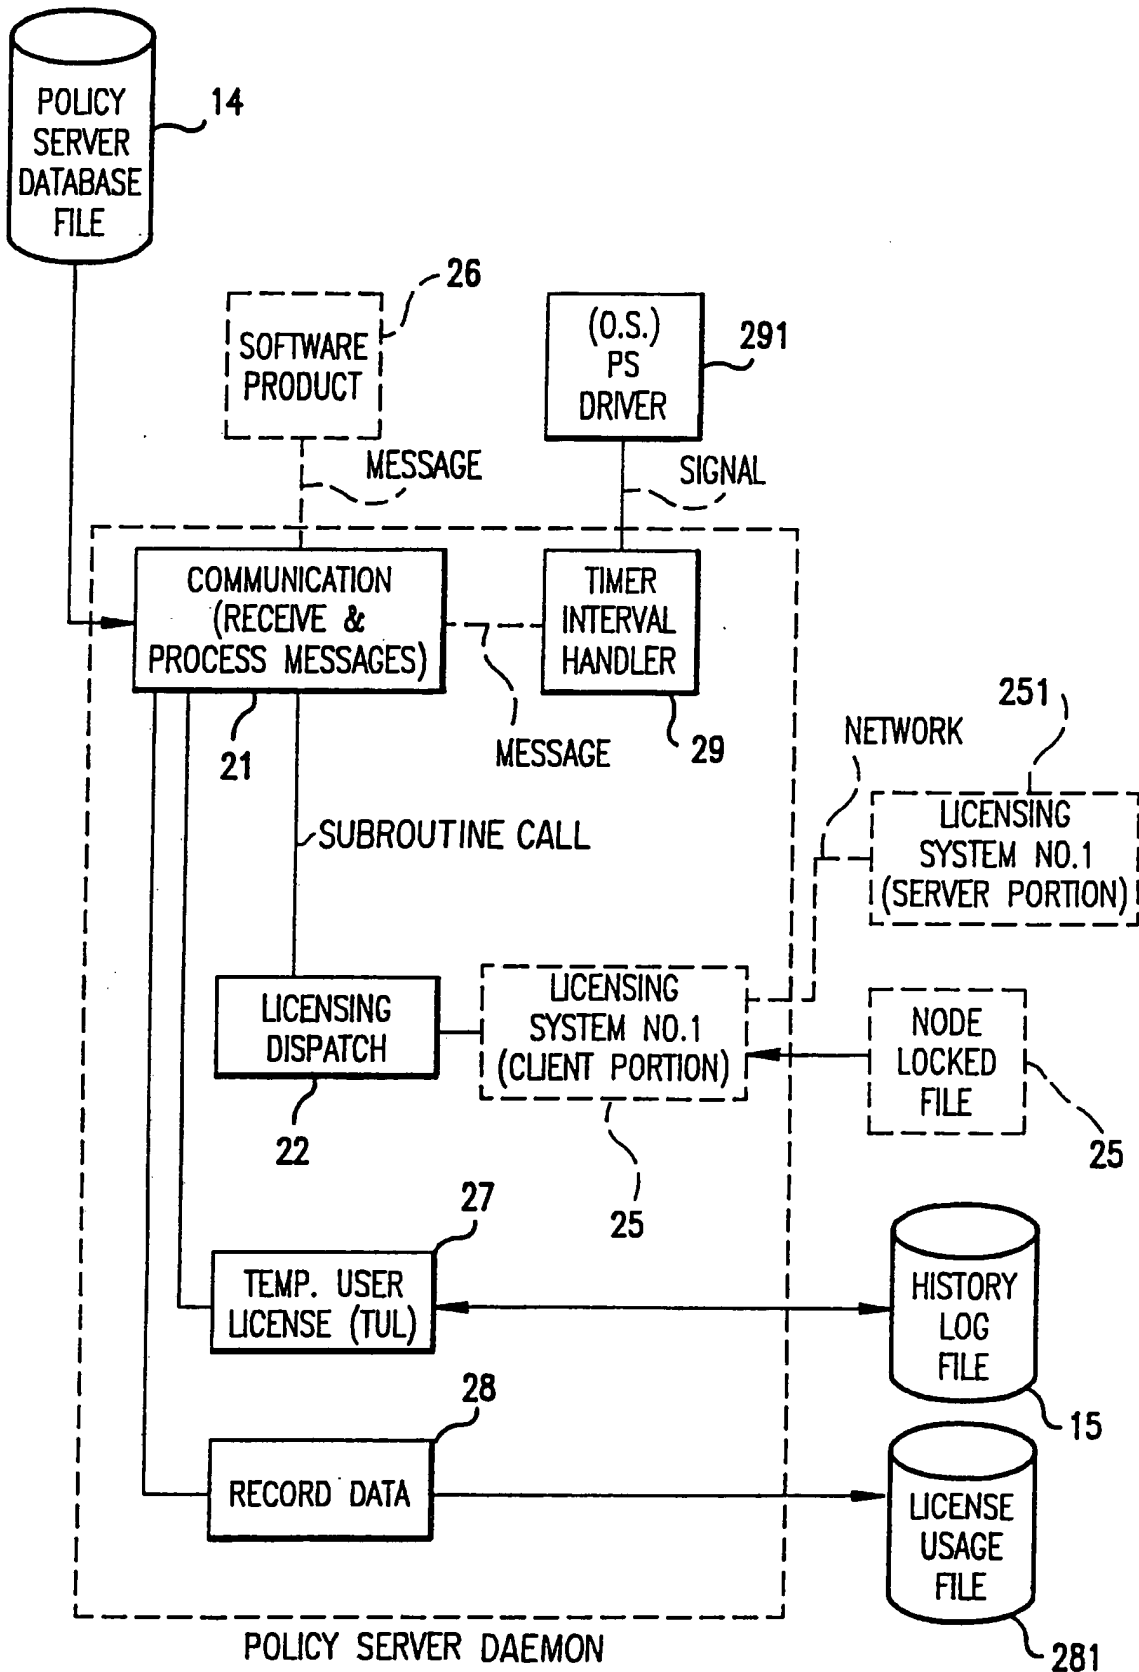 POLICY
SERVER
DATABASE
FILE
14
SOFTWARE
PRODUCT
26
(O.S.)
PS
DRIVER
291
MESSAGE
SIGNAL
COMMUNICATION
(RECEIVE &
PROCESS MESSAGES)
21
TIMER
INTERVAL
HANDLER
29
MESSAGE
SUBROUTINE CALL
NETWORK
251
LICENSING
SYSTEM NO.1
(SERVER PORTION)
LICENSING
DISPATCH
22
LICENSING
SYSTEM NO.1
(CLIENT PORTION)
25
NODE
LOCKED
FILE
25
TEMP. USER
LICENSE (TUL)
27
HISTORY
LOG
FILE
15
RECORD DATA
28
LICENSE
USAGE
FILE
281
POLICY SERVER DAEMON